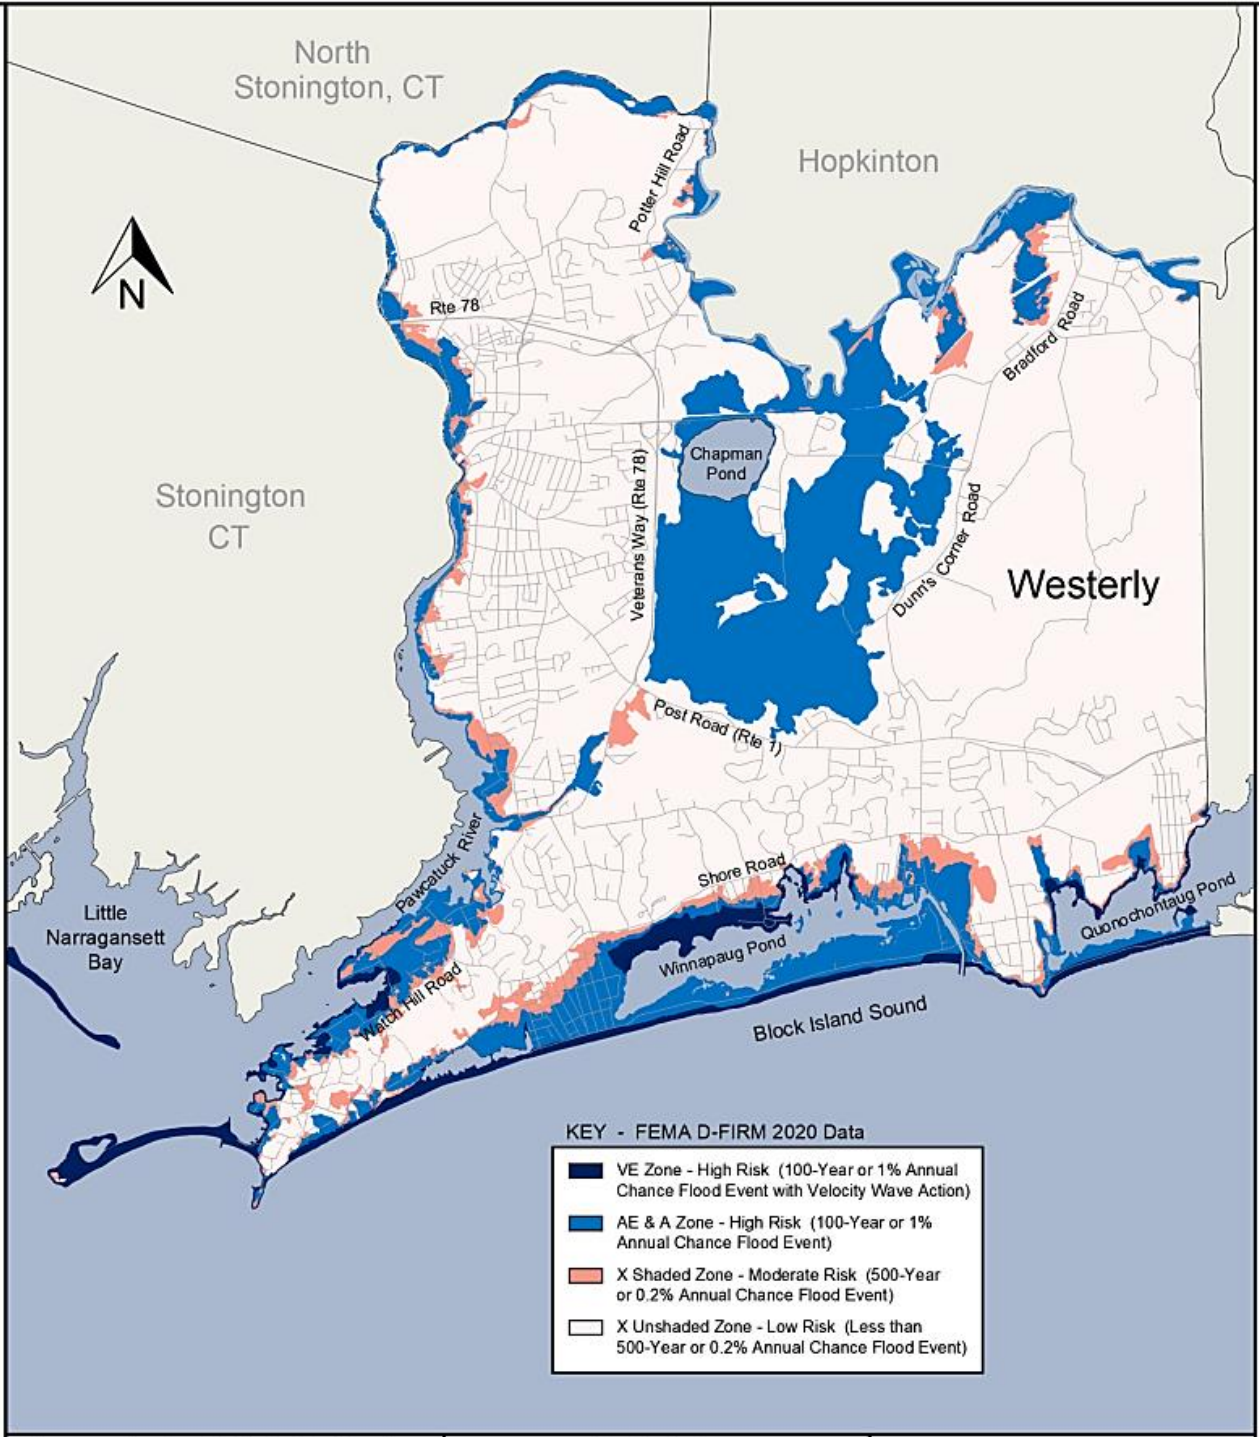 North
Stonington, CT
Hopkinton
Potter Hill Road
N
Rte 78
Bradford Road
Chapman
Pond
Stonington
CT
Veterans Way (Rte 78)
Dunn's Corner Road
Westerly
Post Road (Rte 1)
Pawcatuck River
Shore Road
Little
Narragansett
Bay
Quonochontaug Pond
Winnapaug Pond
Watch Hill Road
Block Island Sound
KEY - FEMA D-FIRM 2020 Data
VE Zone - High Risk (100-Year or 1% Annual
Chance Flood Event with Velocity Wave Action)
AE & A Zone - High Risk (100-Year or 1%
Annual Chance Flood Event)
X Shaded Zone - Moderate Risk (500-Year
or 0.2% Annual Chance Flood Event)
X Unshaded Zone - Low Risk (Less than
500-Year or 0.2% Annual Chance Flood Event)